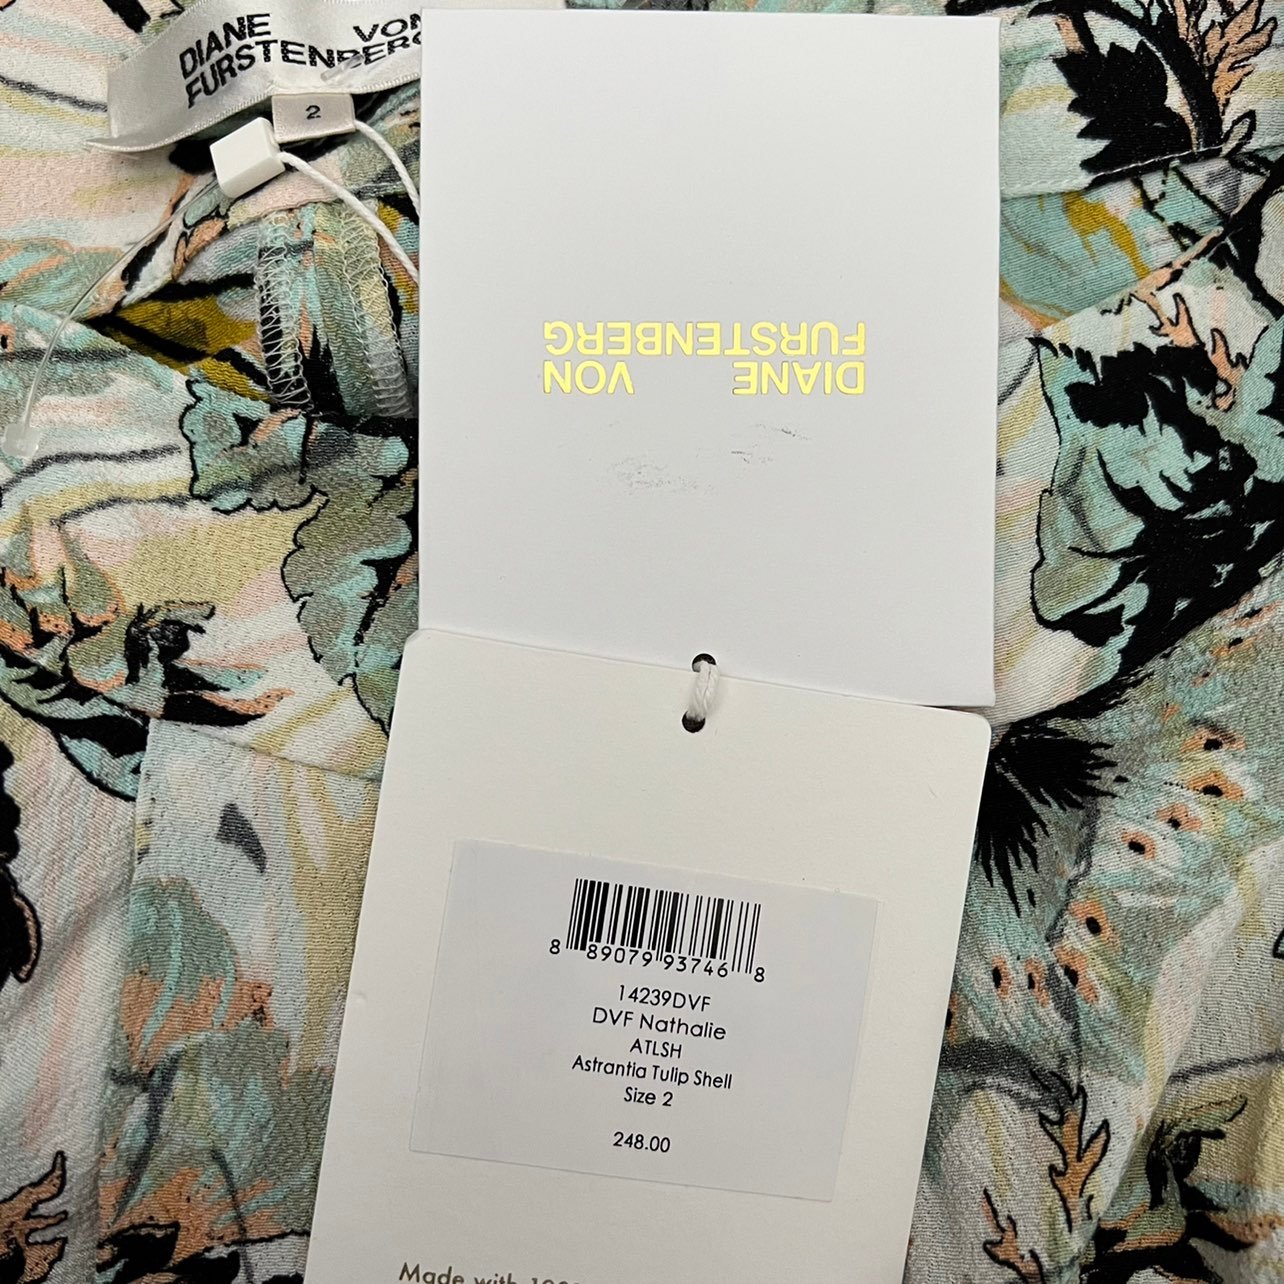 DIANE VON
FURSTENBERG
2
DIANE VON
FURSTENBERG
8 89079 93746 8
14239DVF
DVF Nathalie
ATLSH
Astrantia Tulip Shell
Size 2
248.00
Made with